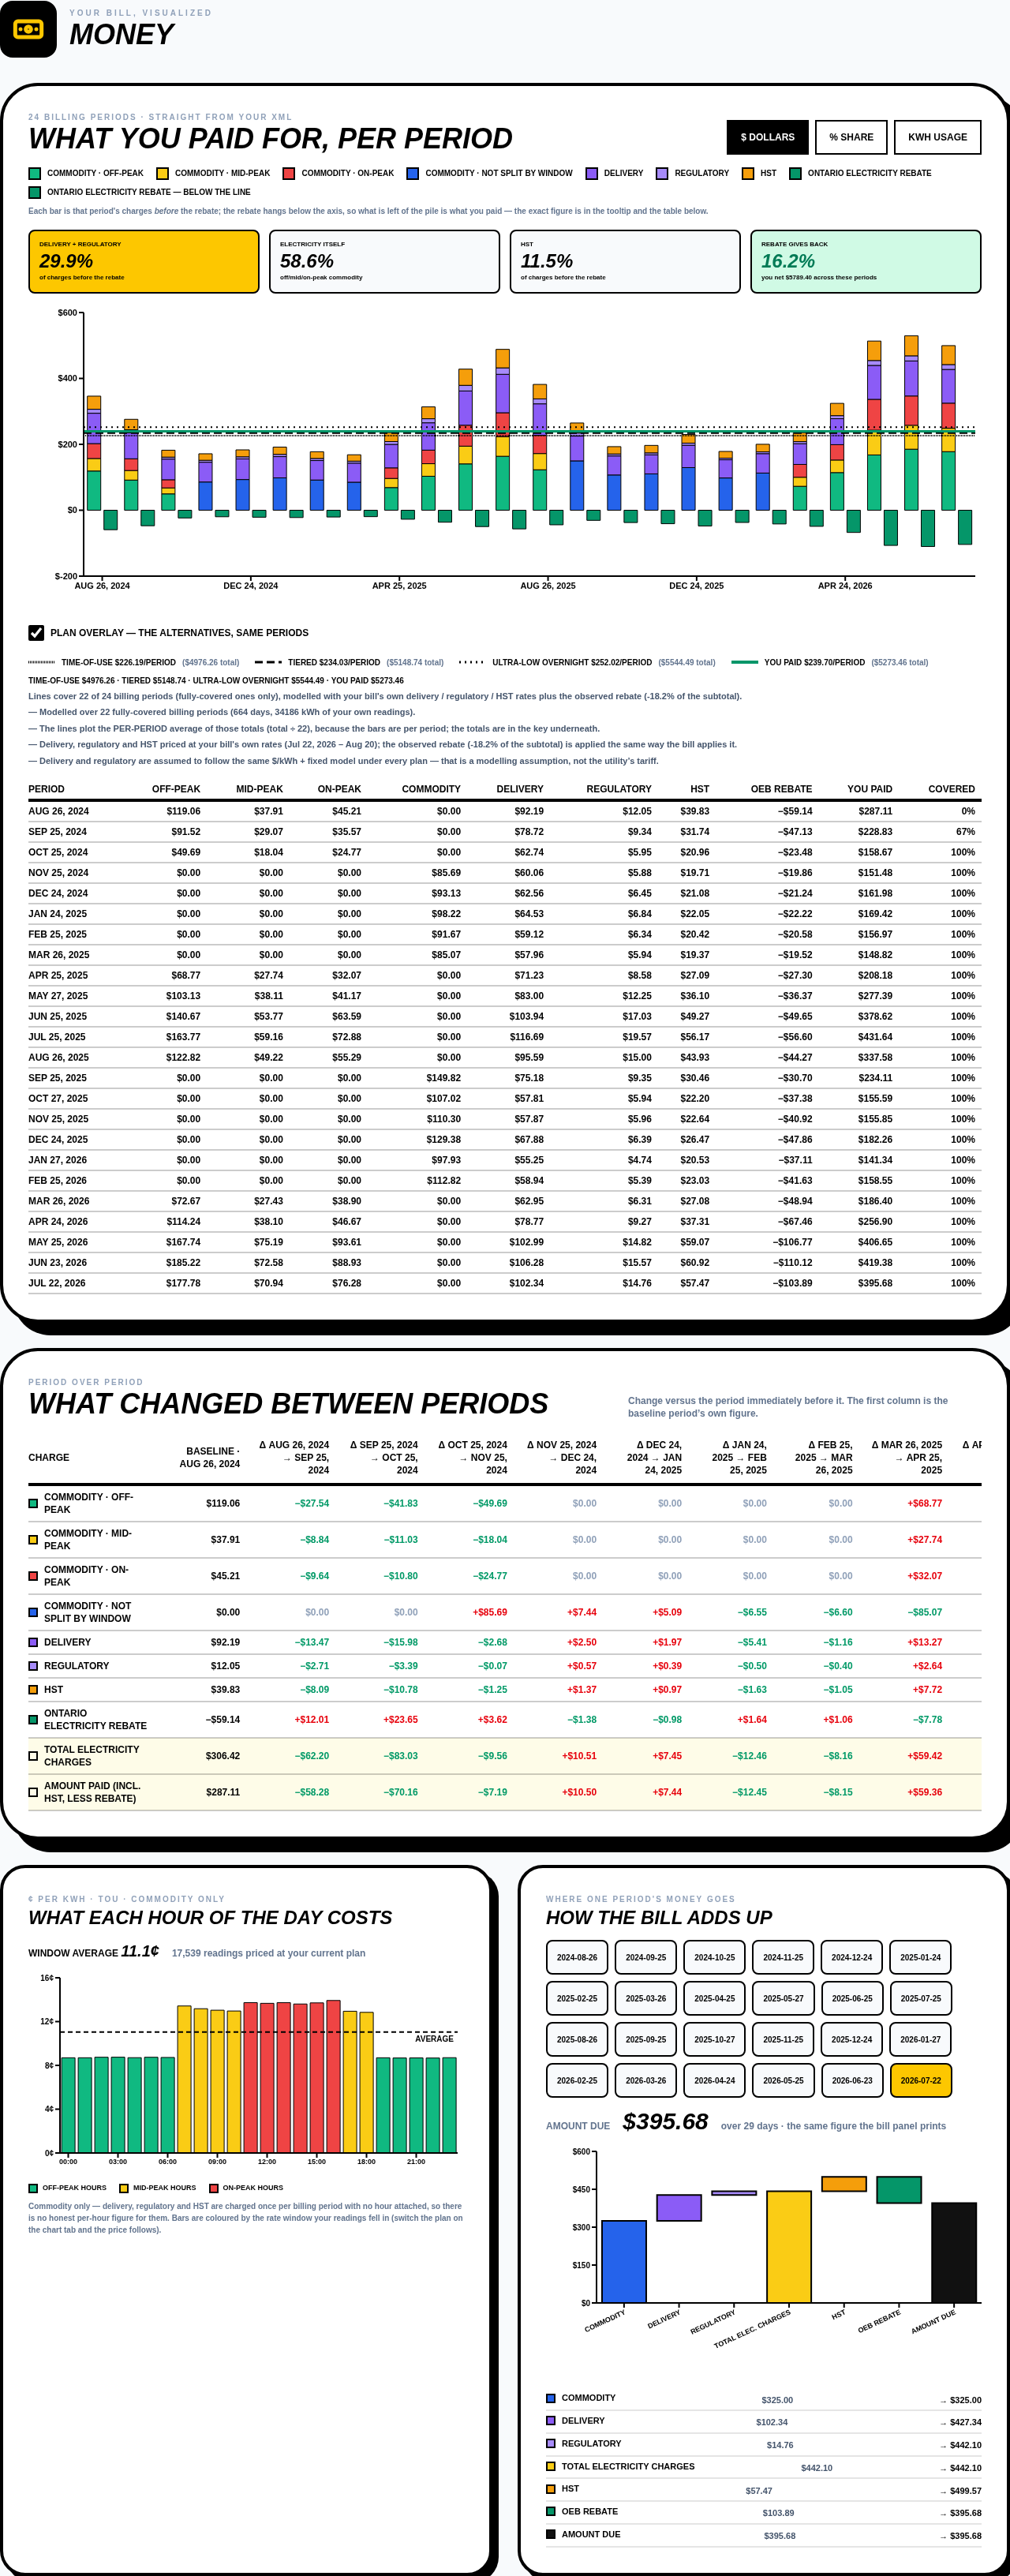 YOUR BILL, VISUALIZED
MONEY
24 BILLING PERIODS · STRAIGHT FROM YOUR XML
WHAT YOU PAID FOR, PER PERIOD
$ DOLLARS % SHARE KWH USAGE
COMMODITY · OFF-PEAK COMMODITY · MID-PEAK COMMODITY · ON-PEAK COMMODITY · NOT SPLIT BY WINDOW DELIVERY REGULATORY HST ONTARIO ELECTRICITY REBATE
ONTARIO ELECTRICITY REBATE — BELOW THE LINE
Each bar is that period's charges before the rebate; the rebate hangs below the axis, so what is left of the pile is what you paid — the exact figure is in the tooltip and the table below.
DELIVERY + REGULATORY ELECTRICITY ITSELF HST REBATE GIVES BACK
29.9% 58.6% 11.5% 16.2%
of charges before the rebate off/mid/on-peak commodity of charges before the rebate you net $5789.40 across these periods
$600
$400
$200
$0
$-200
AUG 26, 2024 DEC 24, 2024 APR 25, 2025 AUG 26, 2025 DEC 24, 2025 APR 24, 2026
PLAN OVERLAY — THE ALTERNATIVES, SAME PERIODS
TIME-OF-USE $226.19/PERIOD ($4976.26 total) TIERED $234.03/PERIOD ($5148.74 total) ULTRA-LOW OVERNIGHT $252.02/PERIOD ($5544.49 total) YOU PAID $239.70/PERIOD ($5273.46 total)
TIME-OF-USE $4976.26 · TIERED $5148.74 · ULTRA-LOW OVERNIGHT $5544.49 · YOU PAID $5273.46
Lines cover 22 of 24 billing periods (fully-covered ones only), modelled with your bill's own delivery / regulatory / HST rates plus the observed rebate (-18.2% of the subtotal).
— Modelled over 22 fully-covered billing periods (664 days, 34186 kWh of your own readings).
— The lines plot the PER-PERIOD average of those totals (total ÷ 22), because the bars are per period; the totals are in the key underneath.
— Delivery, regulatory and HST priced at your bill's own rates (Jul 22, 2026 – Aug 20); the observed rebate (-18.2% of the subtotal) is applied the same way the bill applies it.
— Delivery and regulatory are assumed to follow the same $/kWh + fixed model under every plan — that is a modelling assumption, not the utility's tariff.
PERIOD OFF-PEAK MID-PEAK ON-PEAK COMMODITY DELIVERY REGULATORY HST OEB REBATE YOU PAID COVERED
AUG 26, 2024 $119.06 $37.91 $45.21 $0.00 $92.19 $12.05 $39.83 −$59.14 $287.11 0%
SEP 25, 2024 $91.52 $29.07 $35.57 $0.00 $78.72 $9.34 $31.74 −$47.13 $228.83 67%
OCT 25, 2024 $49.69 $18.04 $24.77 $0.00 $62.74 $5.95 $20.96 −$23.48 $158.67 100%
NOV 25, 2024 $0.00 $0.00 $0.00 $85.69 $60.06 $5.88 $19.71 −$19.86 $151.48 100%
DEC 24, 2024 $0.00 $0.00 $0.00 $93.13 $62.56 $6.45 $21.08 −$21.24 $161.98 100%
JAN 24, 2025 $0.00 $0.00 $0.00 $98.22 $64.53 $6.84 $22.05 −$22.22 $169.42 100%
FEB 25, 2025 $0.00 $0.00 $0.00 $91.67 $59.12 $6.34 $20.42 −$20.58 $156.97 100%
MAR 26, 2025 $0.00 $0.00 $0.00 $85.07 $57.96 $5.94 $19.37 −$19.52 $148.82 100%
APR 25, 2025 $68.77 $27.74 $32.07 $0.00 $71.23 $8.58 $27.09 −$27.30 $208.18 100%
MAY 27, 2025 $103.13 $38.11 $41.17 $0.00 $83.00 $12.25 $36.10 −$36.37 $277.39 100%
JUN 25, 2025 $140.67 $53.77 $63.59 $0.00 $103.94 $17.03 $49.27 −$49.65 $378.62 100%
JUL 25, 2025 $163.77 $59.16 $72.88 $0.00 $116.69 $19.57 $56.17 −$56.60 $431.64 100%
AUG 26, 2025 $122.82 $49.22 $55.29 $0.00 $95.59 $15.00 $43.93 −$44.27 $337.58 100%
SEP 25, 2025 $0.00 $0.00 $0.00 $149.82 $75.18 $9.35 $30.46 −$30.70 $234.11 100%
OCT 27, 2025 $0.00 $0.00 $0.00 $107.02 $57.81 $5.94 $22.20 −$37.38 $155.59 100%
NOV 25, 2025 $0.00 $0.00 $0.00 $110.30 $57.87 $5.96 $22.64 −$40.92 $155.85 100%
DEC 24, 2025 $0.00 $0.00 $0.00 $129.38 $67.88 $6.39 $26.47 −$47.86 $182.26 100%
JAN 27, 2026 $0.00 $0.00 $0.00 $97.93 $55.25 $4.74 $20.53 −$37.11 $141.34 100%
FEB 25, 2026 $0.00 $0.00 $0.00 $112.82 $58.94 $5.39 $23.03 −$41.63 $158.55 100%
MAR 26, 2026 $72.67 $27.43 $38.90 $0.00 $62.95 $6.31 $27.08 −$48.94 $186.40 100%
APR 24, 2026 $114.24 $38.10 $46.67 $0.00 $78.77 $9.27 $37.31 −$67.46 $256.90 100%
MAY 25, 2026 $167.74 $75.19 $93.61 $0.00 $102.99 $14.82 $59.07 −$106.77 $406.65 100%
JUN 23, 2026 $185.22 $72.58 $88.93 $0.00 $106.28 $15.57 $60.92 −$110.12 $419.38 100%
JUL 22, 2026 $177.78 $70.94 $76.28 $0.00 $102.34 $14.76 $57.47 −$103.89 $395.68 100%
PERIOD OVER PERIOD
WHAT CHANGED BETWEEN PERIODS
Change versus the period immediately before it. The first column is the
baseline period's own figure.
CHARGE BASELINE · AUG 26, 2024 Δ AUG 26, 2024 → SEP 25, 2024 Δ SEP 25, 2024 → OCT 25, 2024 Δ OCT 25, 2024 → NOV 25, 2024 Δ NOV 25, 2024 → DEC 24, 2024 Δ DEC 24, 2024 → JAN 24, 2025 Δ JAN 24, 2025 → FEB 25, 2025 Δ FEB 25, 2025 → MAR 26, 2025 Δ MAR 26, 2025 → APR 25, 2025 Δ AP
COMMODITY · OFF-PEAK $119.06 −$27.54 −$41.83 −$49.69 $0.00 $0.00 $0.00 $0.00 +$68.77
COMMODITY · MID-PEAK $37.91 −$8.84 −$11.03 −$18.04 $0.00 $0.00 $0.00 $0.00 +$27.74
COMMODITY · ON-PEAK $45.21 −$9.64 −$10.80 −$24.77 $0.00 $0.00 $0.00 $0.00 +$32.07
COMMODITY · NOT SPLIT BY WINDOW $0.00 $0.00 $0.00 +$85.69 +$7.44 +$5.09 −$6.55 −$6.60 −$85.07
DELIVERY $92.19 −$13.47 −$15.98 −$2.68 +$2.50 +$1.97 −$5.41 −$1.16 +$13.27
REGULATORY $12.05 −$2.71 −$3.39 −$0.07 +$0.57 +$0.39 −$0.50 −$0.40 +$2.64
HST $39.83 −$8.09 −$10.78 −$1.25 +$1.37 +$0.97 −$1.63 −$1.05 +$7.72
ONTARIO ELECTRICITY REBATE −$59.14 +$12.01 +$23.65 +$3.62 −$1.38 −$0.98 +$1.64 +$1.06 −$7.78
TOTAL ELECTRICITY CHARGES $306.42 −$62.20 −$83.03 −$9.56 +$10.51 +$7.45 −$12.46 −$8.16 +$59.42
AMOUNT PAID (INCL. HST, LESS REBATE) $287.11 −$58.28 −$70.16 −$7.19 +$10.50 +$7.44 −$12.45 −$8.15 +$59.36
¢ PER KWH · TOU · COMMODITY ONLY
WHAT EACH HOUR OF THE DAY COSTS
WINDOW AVERAGE 11.1¢ 17,539 readings priced at your current plan
16¢
12¢
8¢
4¢
0¢
AVERAGE
00:00 03:00 06:00 09:00 12:00 15:00 18:00 21:00
OFF-PEAK HOURS MID-PEAK HOURS ON-PEAK HOURS
Commodity only — delivery, regulatory and HST are charged once per billing period with no hour attached, so there
is no honest per-hour figure for them. Bars are coloured by the rate window your readings fell in (switch the plan on
the chart tab and the price follows).
WHERE ONE PERIOD'S MONEY GOES
HOW THE BILL ADDS UP
2024-08-26 2024-09-25 2024-10-25 2024-11-25 2024-12-24 2025-01-24
2025-02-25 2025-03-26 2025-04-25 2025-05-27 2025-06-25 2025-07-25
2025-08-26 2025-09-25 2025-10-27 2025-11-25 2025-12-24 2026-01-27
2026-02-25 2026-03-26 2026-04-24 2026-05-25 2026-06-23 2026-07-22
AMOUNT DUE $395.68 over 29 days · the same figure the bill panel prints
$600
$450
$300
$150
$0
COMMODITY DELIVERY REGULATORY TOTAL ELEC. CHARGES HST OEB REBATE AMOUNT DUE
COMMODITY $325.00 → $325.00
DELIVERY $102.34 → $427.34
REGULATORY $14.76 → $442.10
TOTAL ELECTRICITY CHARGES $442.10 → $442.10
HST $57.47 → $499.57
OEB REBATE $103.89 → $395.68
AMOUNT DUE $395.68 → $395.68